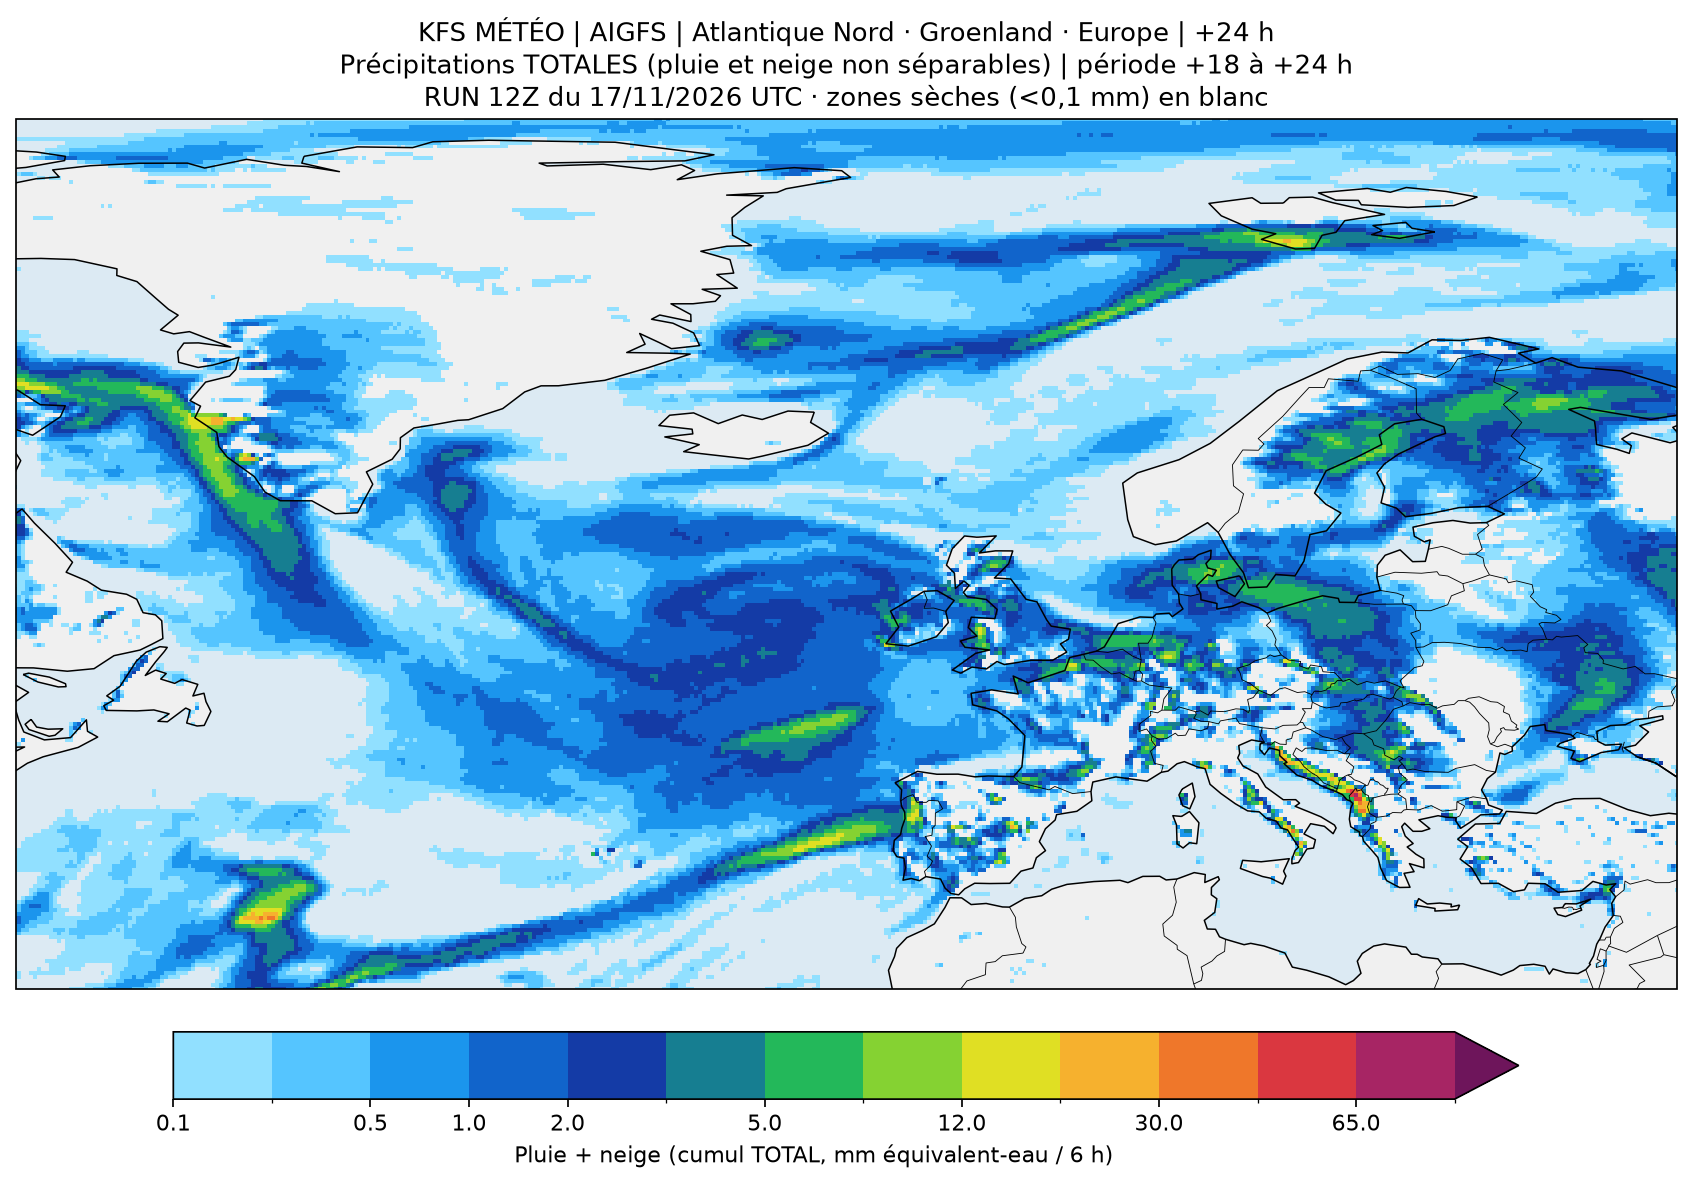 KFS MÉTÉO | AIGFS | Atlantique Nord · Groenland · Europe | +24 h
Précipitations TOTALES (pluie et neige non séparables) | période +18 à +24 h
RUN 12Z du 17/11/2026 UTC · zones sèches (<0,1 mm) en blanc
0.1 0.5 1.0 2.0 5.0 12.0 30.0 65.0
Pluie + neige (cumul TOTAL, mm équivalent-eau / 6 h)